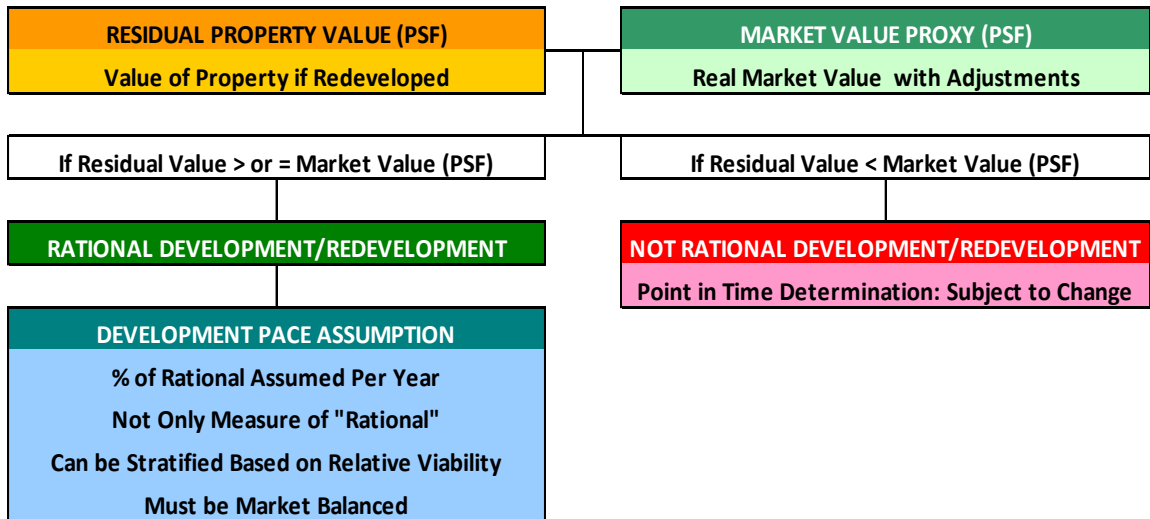 RESIDUAL PROPERTY VALUE (PSF)
Value of Property if Redeveloped
MARKET VALUE PROXY (PSF)
Real Market Value with Adjustments
If Residual Value > or = Market Value (PSF)
If Residual Value < Market Value (PSF)
RATIONAL DEVELOPMENT/REDEVELOPMENT
NOT RATIONAL DEVELOPMENT/REDEVELOPMENT
Point in Time Determination: Subject to Change
DEVELOPMENT PACE ASSUMPTION
% of Rational Assumed Per Year
Not Only Measure of "Rational"
Can be Stratified Based on Relative Viability
Must be Market Balanced